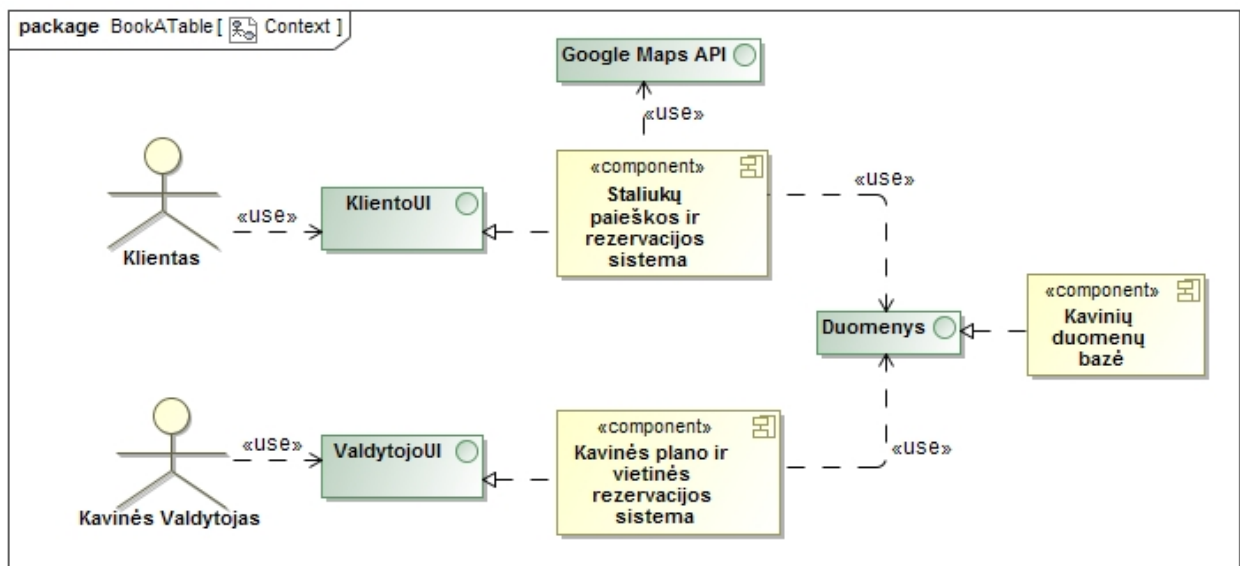 package BookATable [ Context ]
Google Maps API
«use»
«component»
Staliukų
paieškos ir
rezervacijos
sistema
«use»
KlientoUI
«use»
Klientas
«component»
Kavinių
duomenų
bazė
Duomenys
«component»
Kavinės plano ir
vietinės
rezervacijos
sistema
«use»
ValdytojoUI
«use»
Kavinės Valdytojas